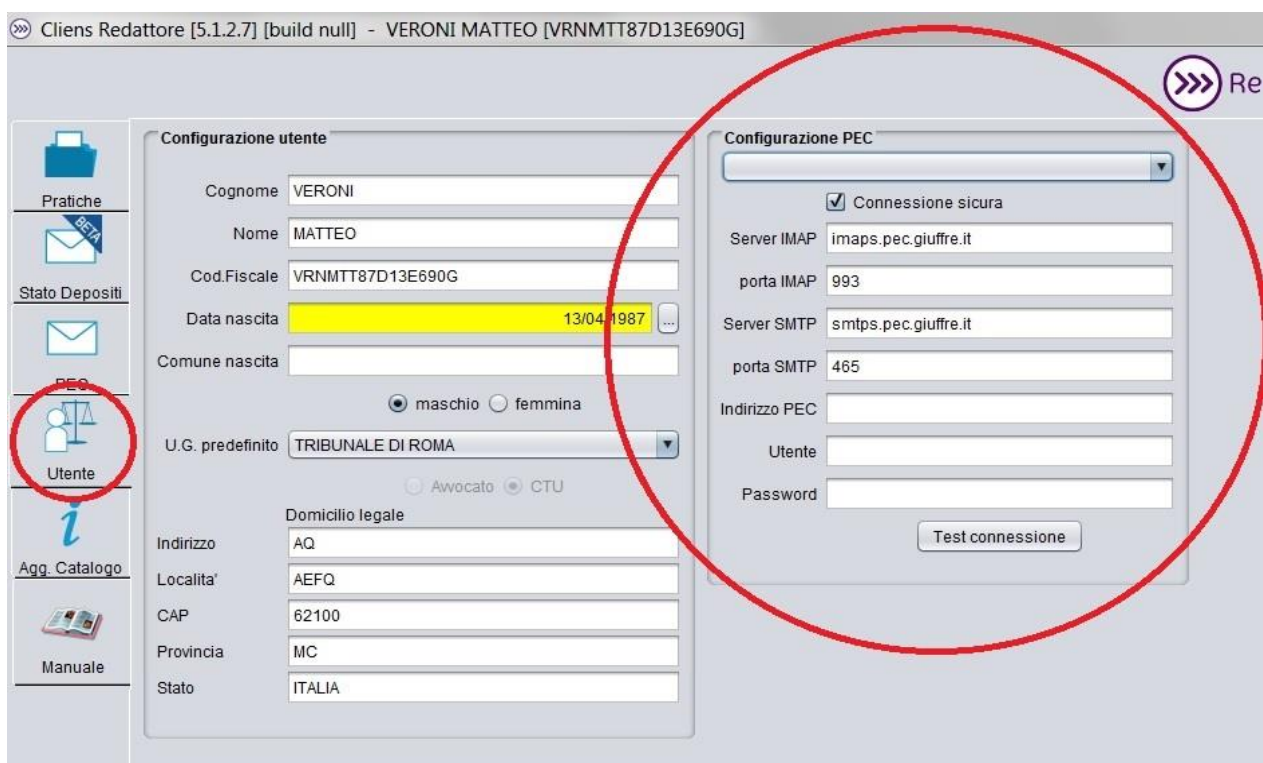 Cliens Redattore [5.1.2.7] [build null] - VERONI MATTEO [VRNMTT87D13E690G]
Re
Pratiche
BETA
Stato Depositi
PEC
Utente
Agg. Catalogo
Manuale
Configurazione utente
Cognome VERONI
Nome MATTEO
Cod.Fiscale VRNMTT87D13E690G
Data nascita 13/04/1987 ...
Comune nascita
maschio femmina
U.G. predefinito TRIBUNALE DI ROMA
Avvocato CTU
Domicilio legale
Indirizzo AQ
Localita' AEFQ
CAP 62100
Provincia MC
Stato ITALIA
Configurazione PEC
Connessione sicura
Server IMAP imaps.pec.giuffre.it
porta IMAP 993
Server SMTP smtps.pec.giuffre.it
porta SMTP 465
Indirizzo PEC
Utente
Password
Test connessione